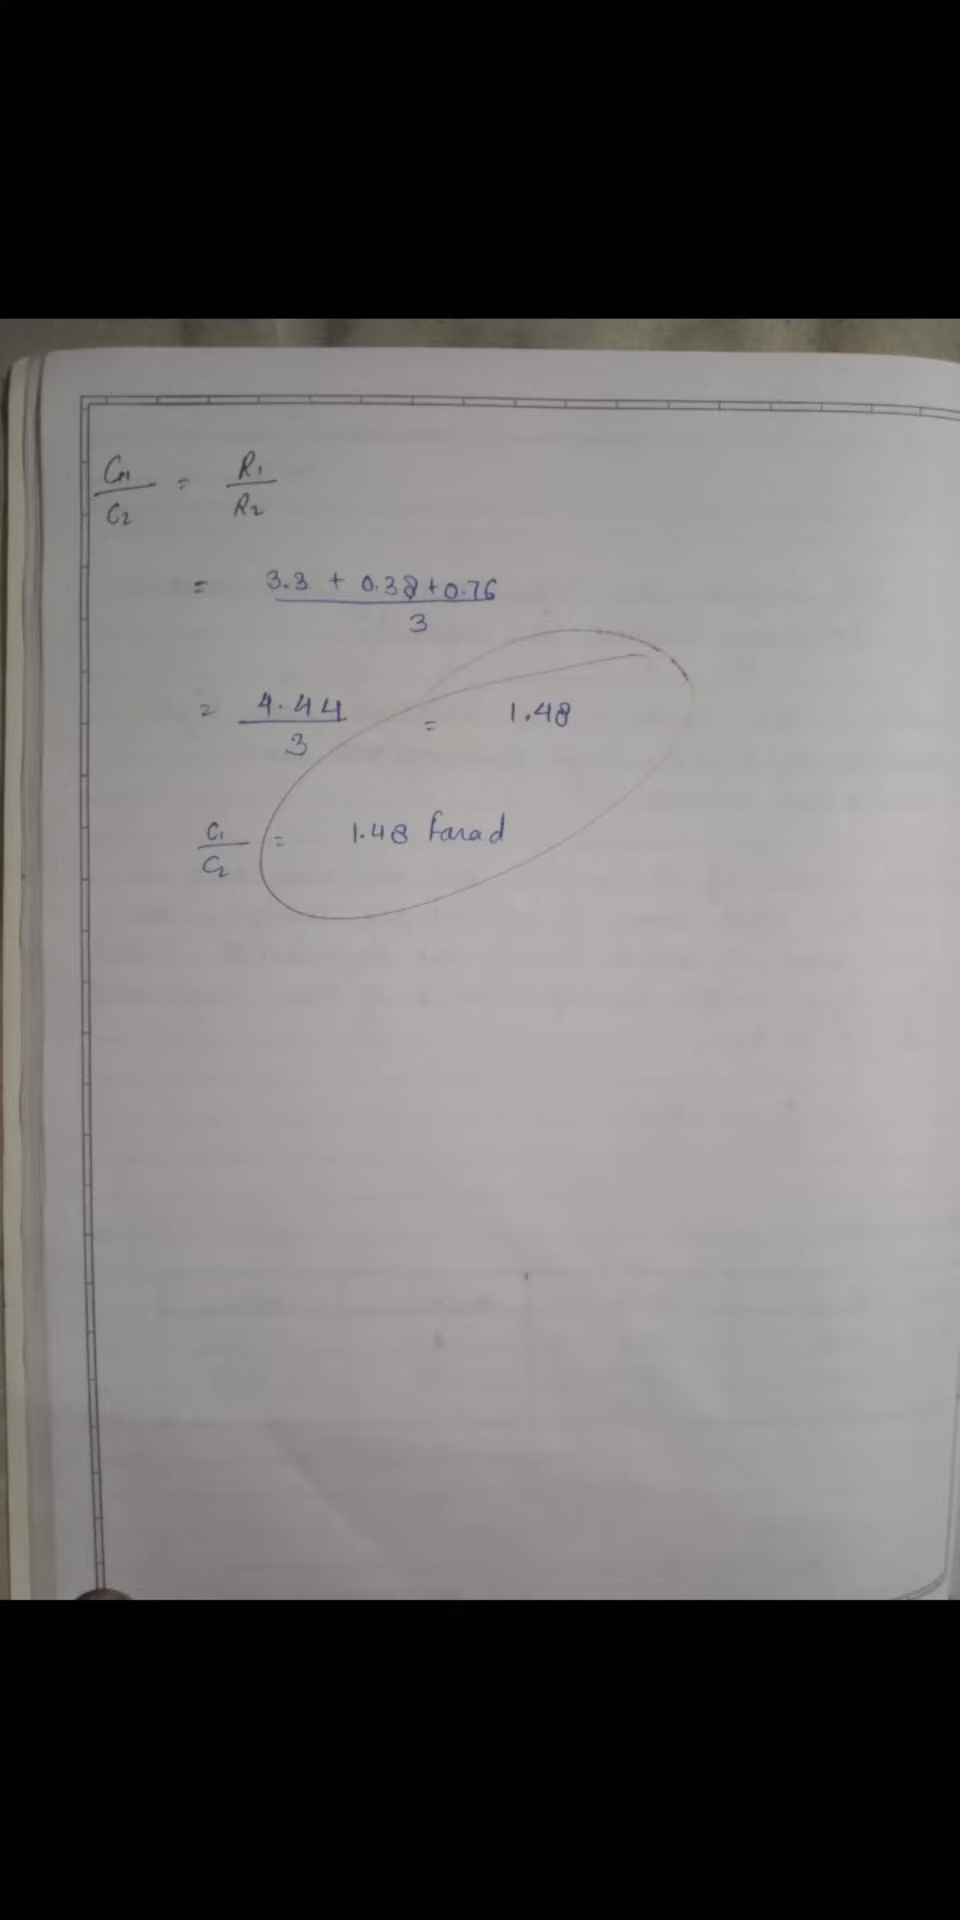 C₁/C₂ = R₁/R₂
= (3.3 + 0.38 + 0.76)/3
= 4.44/3 = 1.48
C₁/C₂ = 1.48 Farad